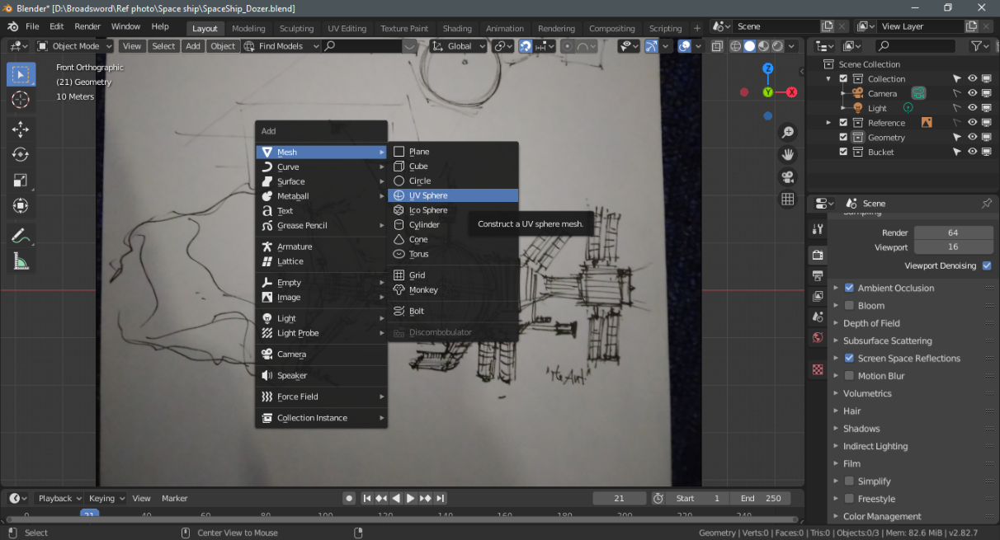 Blender* [D:\Broadsword\Ref photo\Space ship\SpaceShip_Dozer.blend]
File Edit Render Window Help Layout Modeling Sculpting UV Editing Texture Paint Shading Animation Rendering Compositing Scripting + Scene View Layer
Object Mode View Select Add Object Find Models Global
Front Orthographic
(21) Geometry
10 Meters
Z
Y X
Add
Mesh
Curve
Surface
Metaball
Text
Grease Pencil
Armature
Lattice
Empty
Image
Light
Light Probe
Camera
Speaker
Force Field
Collection Instance
Plane
Cube
Circle
UV Sphere
Ico Sphere
Cylinder
Cone
Torus
Grid
Monkey
Bolt
Discombobulator
Construct a UV sphere mesh.
Scene Collection
Collection
Camera
Light
Reference
Geometry
Bucket
Scene
Sampling
Render 64
Viewport 16
Viewport Denoising
Ambient Occlusion
Bloom
Depth of Field
Subsurface Scattering
Screen Space Reflections
Motion Blur
Volumetrics
Hair
Shadows
Indirect Lighting
Film
Simplify
Freestyle
Color Management
Playback Keying View Marker 21 Start 1 End 250
0 21 40 60 80 100 120 140 160 180 200 220 240
Select Center View to Mouse Geometry | Verts:0 | Faces:0 | Tris:0 | Objects:0/3 | Mem: 82.6 MiB | v2.82.7